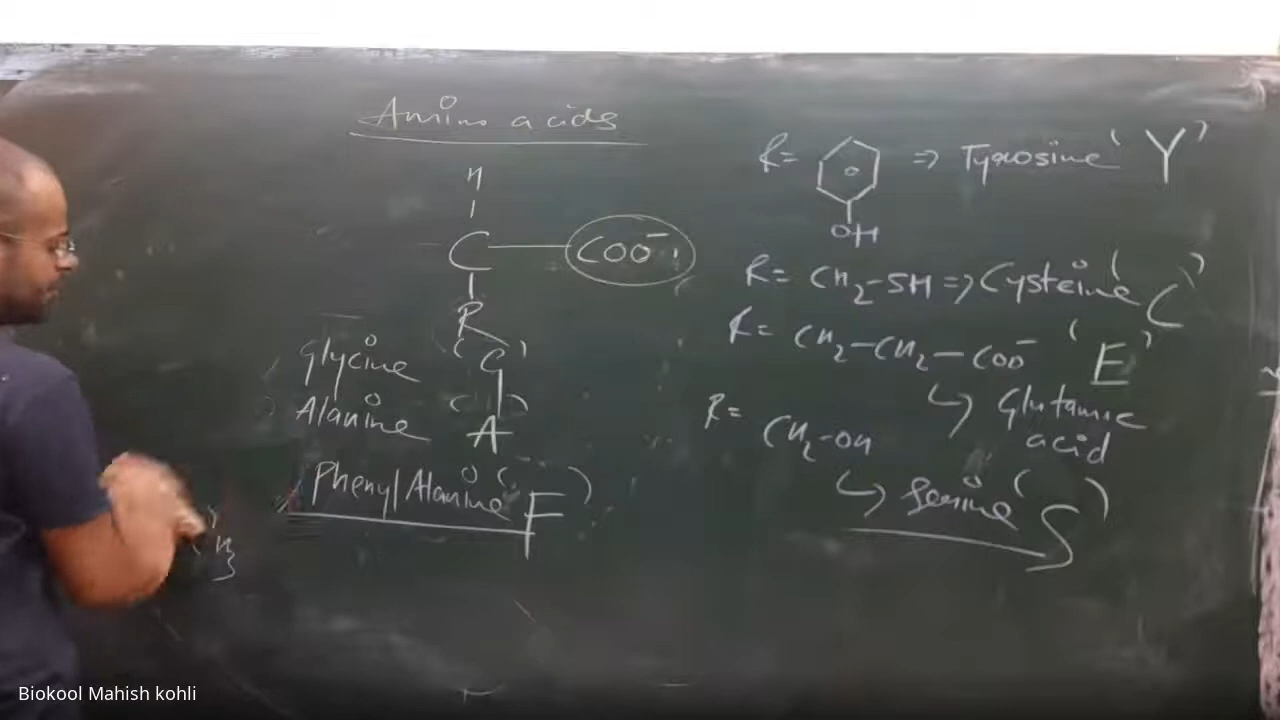 Amino acids
H
C — COO⁻
R
Glycine (G)
Alanine (A)
Phenyl Alanine (F)
H
3
R= OH ⇒ Tyrosine 'Y'
R= CH₂-SH ⇒ Cysteine (C)
R= CH₂-CH₂-COO⁻ 'E'
↳ Glutamic acid
R= CH₂-OH
↳ Serine (S)
Biokool Mahish kohli